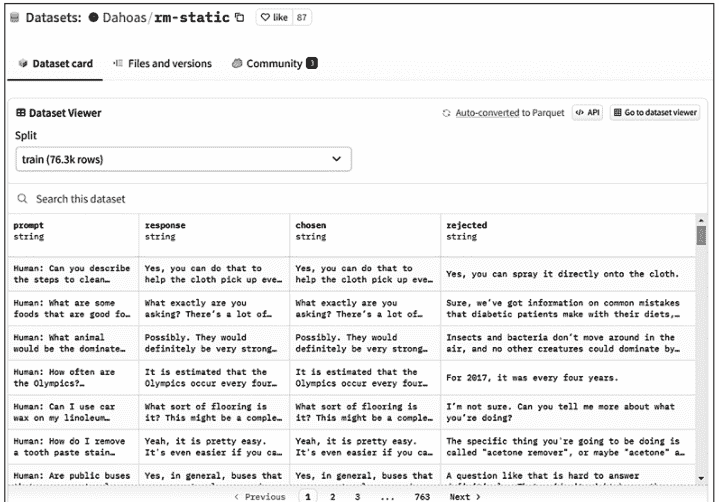 Datasets: Dahoas/rm-static like 87
Dataset card Files and versions Community 3
Dataset Viewer Auto-converted to Parquet </> API Go to dataset viewer
Split
train (76.3k rows)
Search this dataset
prompt response chosen rejected
string string string string
Human: Can you describe Yes, you can do that to Yes, you can do that to Yes, you can spray it directly onto the cloth.
the steps to clean… help the cloth pick up eve… help the cloth pick up eve…
Human: What are some What exactly are you What exactly are you Sure, we've got information on common mistakes
foods that are good fo… asking? There's a lot of… asking? There's a lot of… that diabetic patients make with their diets,…
Human: What animal Possibly. They would Possibly. They would Insects and bacteria don't move around in the
would be the dominate… definitely be very strong… definitely be very strong… air, and no other creatures could dominate by…
Human: How often are It is estimated that the It is estimated that the For 2017, it was every four years.
the Olympics?… Olympics occur every four… Olympics occur every four…
Human: Can I use car What sort of flooring is What sort of flooring is I'm not sure. Can you tell me more about what
wax on my linoleum… it? This might be a comple… it? This might be a comple… you're doing?
Human: How do I remove Yeah, it is pretty easy. Yeah, it is pretty easy. The specific thing you're going to be doing is
a tooth paste stain… It's even easier if you ca… It's even easier if you ca… called "acetone remover", or maybe "acetone" a…
Human: Are public buses Yes, in general, buses that Yes, in general, buses that A question like that is hard to answer
< Previous 1 2 3 ... 763 Next >